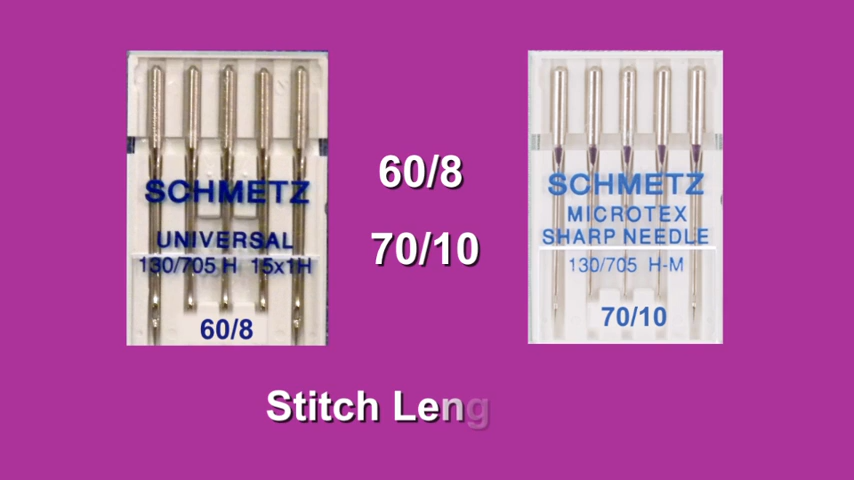 SCHMETZ
UNIVERSAL
130/705 H 15x1H
60/8
60/8
70/10
SCHMETZ
MICROTEX
SHARP NEEDLE
130/705 H-M
70/10
Stitch Leng